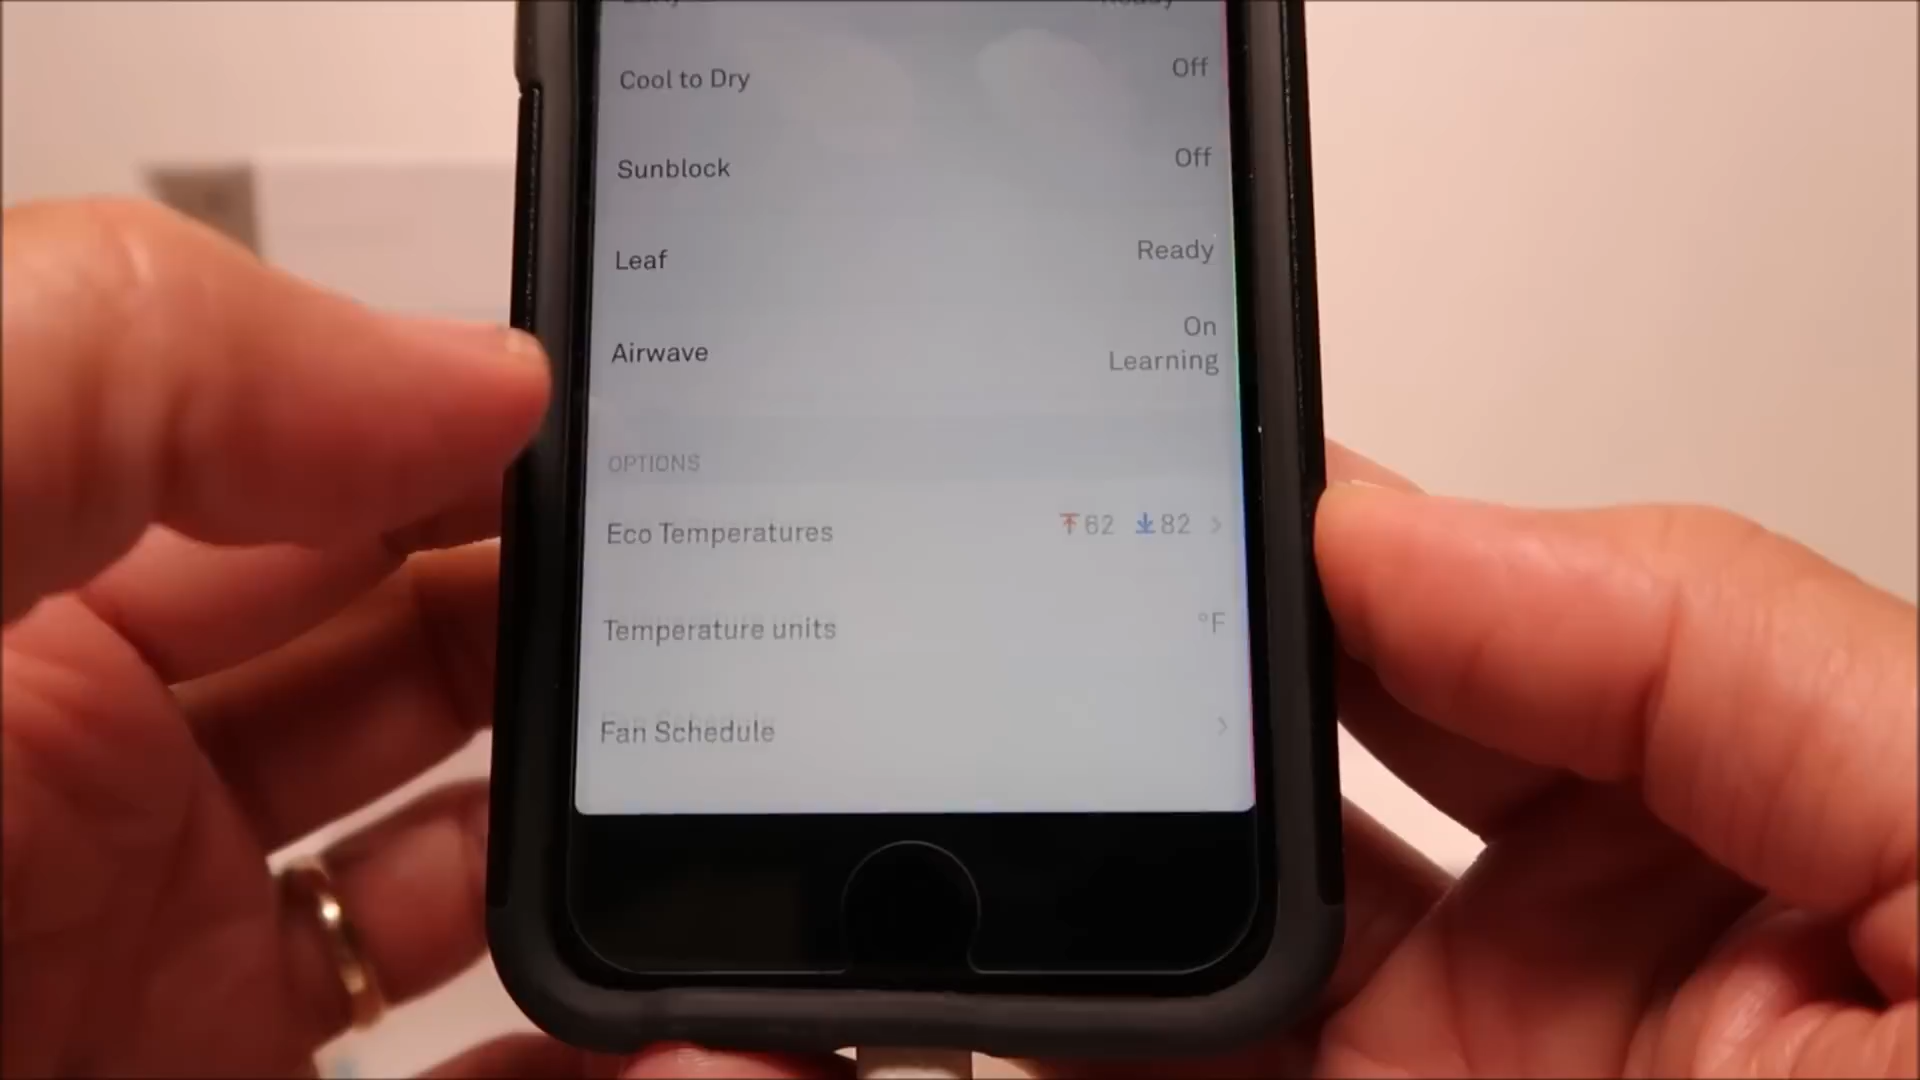 Ready
Cool to Dry Off
Sunblock Off
Leaf Ready
Airwave On
Learning
OPTIONS
Eco Temperatures 62 82 >
Temperature units °F
Fan Schedule >